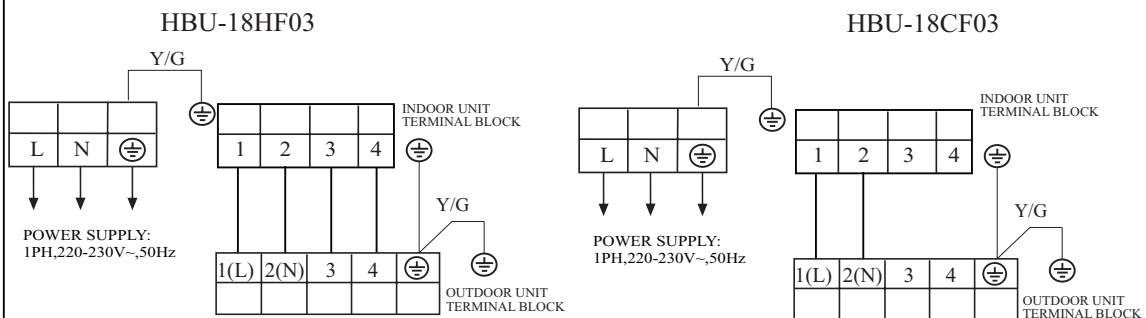 HBU-18HF03
Y/G
INDOOR UNIT
TERMINAL BLOCK
L N
1 2 3 4
Y/G
POWER SUPPLY:
1PH,220-230V~,50Hz
1(L) 2(N) 3 4
OUTDOOR UNIT
TERMINAL BLOCK
HBU-18CF03
Y/G
INDOOR UNIT
TERMINAL BLOCK
L N
1 2 3 4
Y/G
POWER SUPPLY:
1PH,220-230V~,50Hz
1(L) 2(N) 3 4
OUTDOOR UNIT
TERMINAL BLOCK